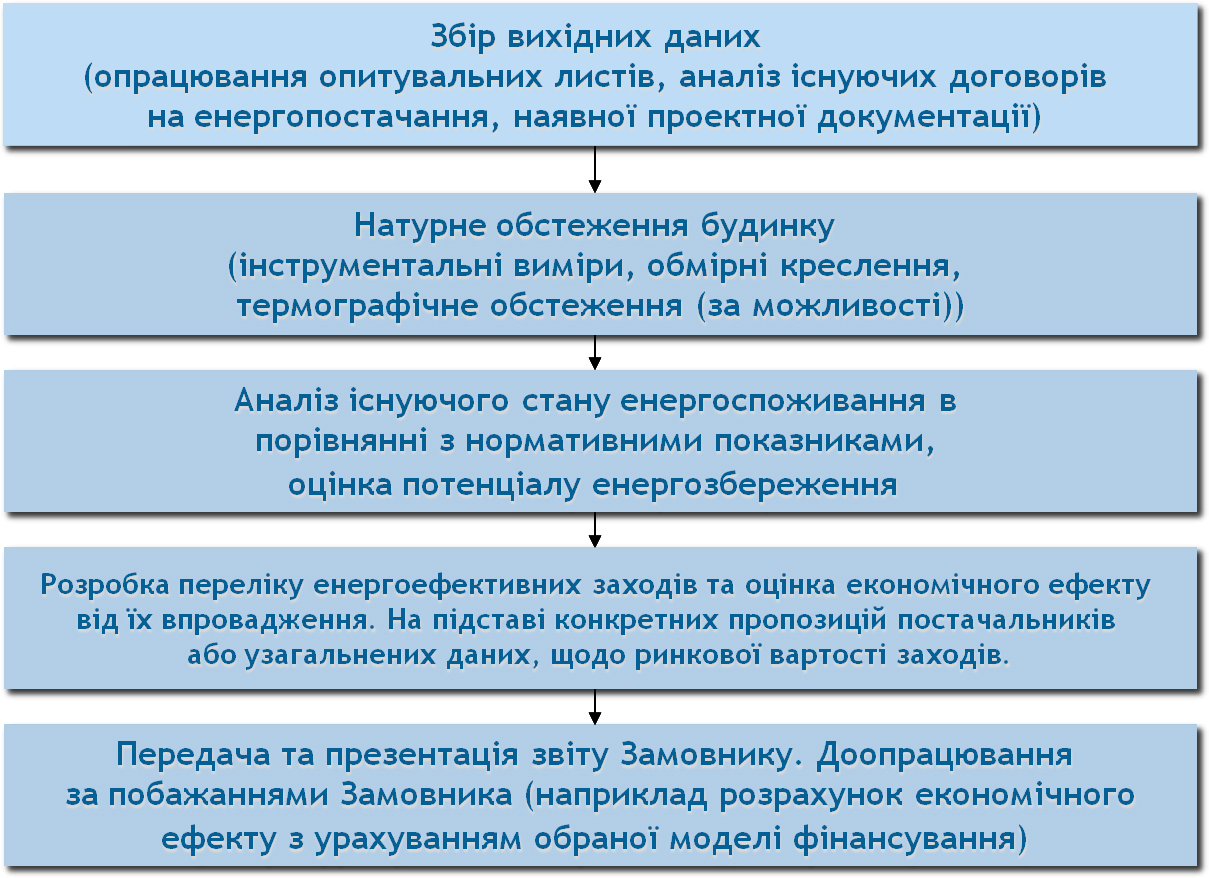 Збір вихідних даних
(опрацювання опитувальних листів, аналіз існуючих договорів
на енергопостачання, наявної проектної документації)
Натурне обстеження будинку
(інструментальні виміри, обмірні креслення,
термографічне обстеження (за можливості))
Аналіз існуючого стану енергоспоживання в
порівнянні з нормативними показниками,
оцінка потенціалу енергозбереження
Розробка переліку енергоефективних заходів та оцінка економічного ефекту
від їх впровадження. На підставі конкретних пропозицій постачальників
або узагальнених даних, щодо ринкової вартості заходів.
Передача та презентація звіту Замовнику. Доопрацювання
за побажаннями Замовника (наприклад розрахунок економічного
ефекту з урахуванням обраної моделі фінансування)